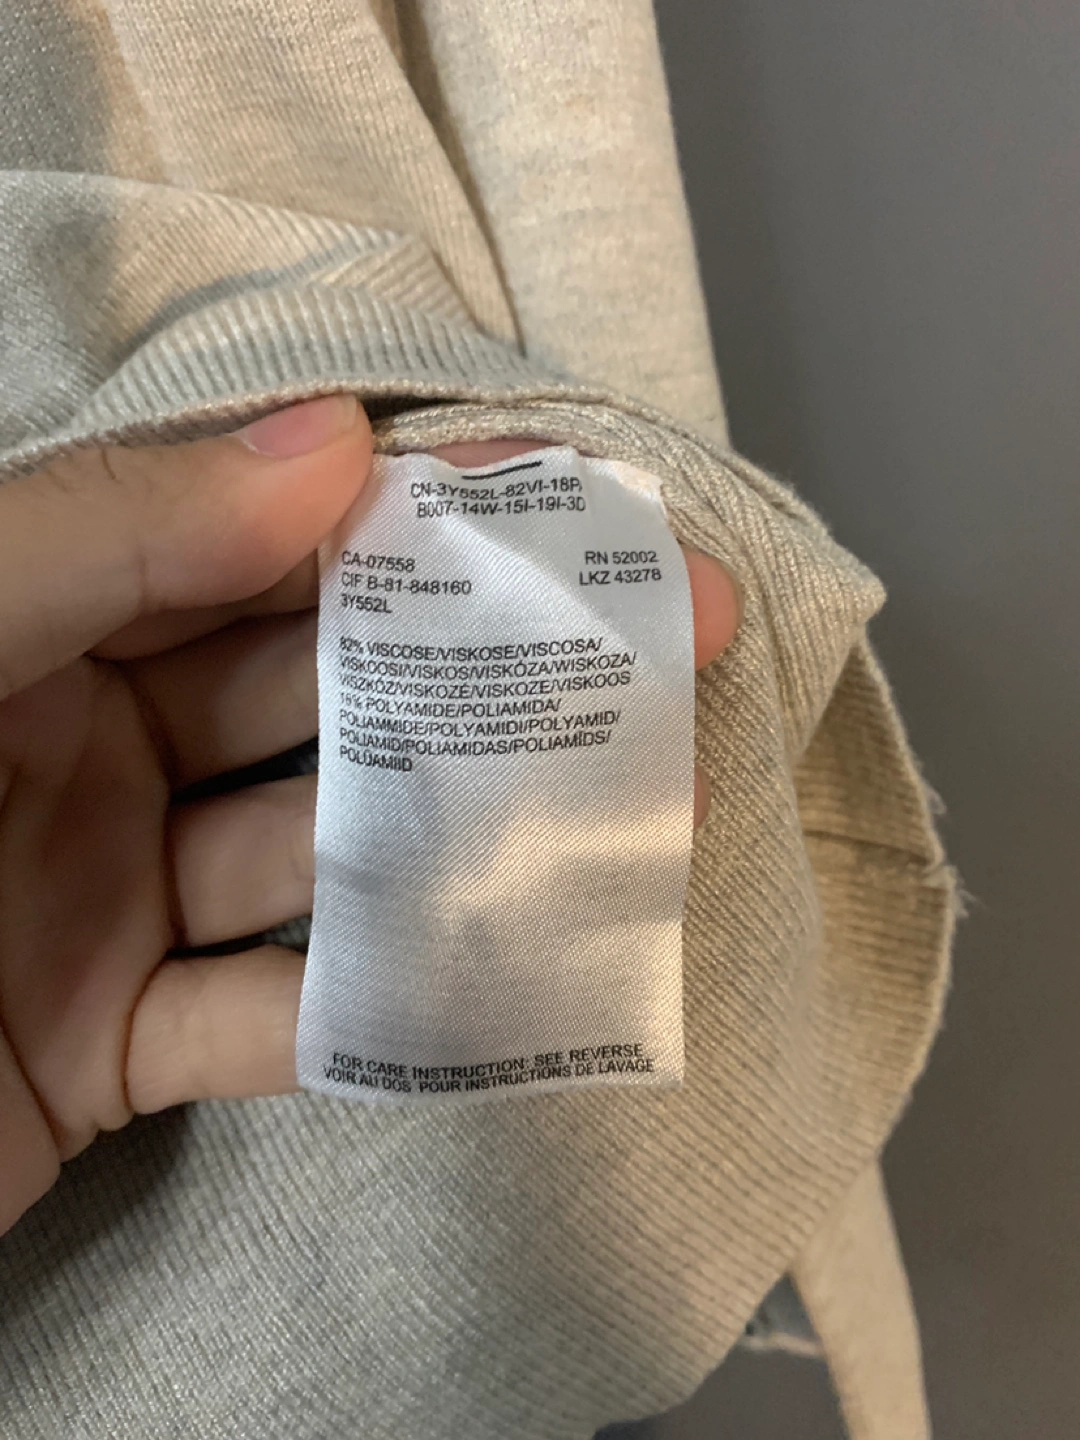 CN-3Y552L-82VI-18P,
B007-14W-15I-19I-3D
CA-07558
CIF B-81-848160
3Y552L
RN 52002
LKZ 43278
82% VISCOSE/VISKOSE/VISCOSA/
VISKOOSI/VISKOS/VISKÓZA/WISKOZA/
VISZKÓZ/VISKOZĖ/VISKOZE/VISKOOS
18% POLYAMIDE/POLIAMIDA/
POLIAMMIDE/POLYAMIDI/POLYAMID/
POLIAMID/POLIAMIDAS/POLIAMĪDS/
POLÜAMIID
FOR CARE INSTRUCTION: SEE REVERSE
VOIR AU DOS POUR INSTRUCTIONS DE LAVAGE